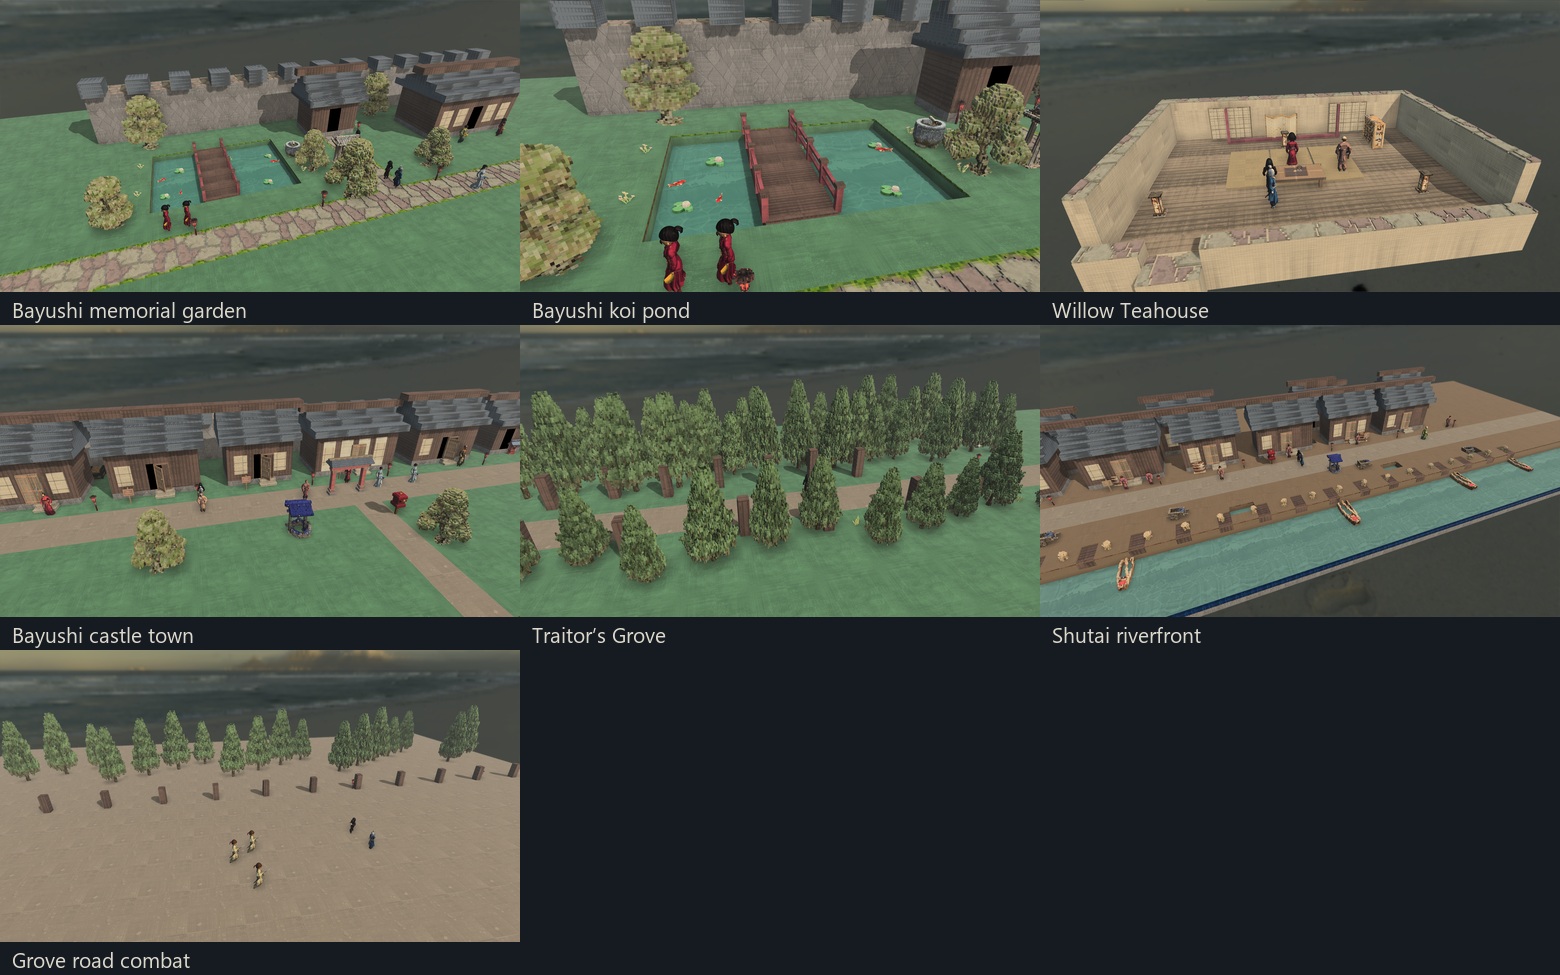 Bayushi memorial garden
Bayushi koi pond
Willow Teahouse
Bayushi castle town
Traitor’s Grove
Shutai riverfront
Grove road combat